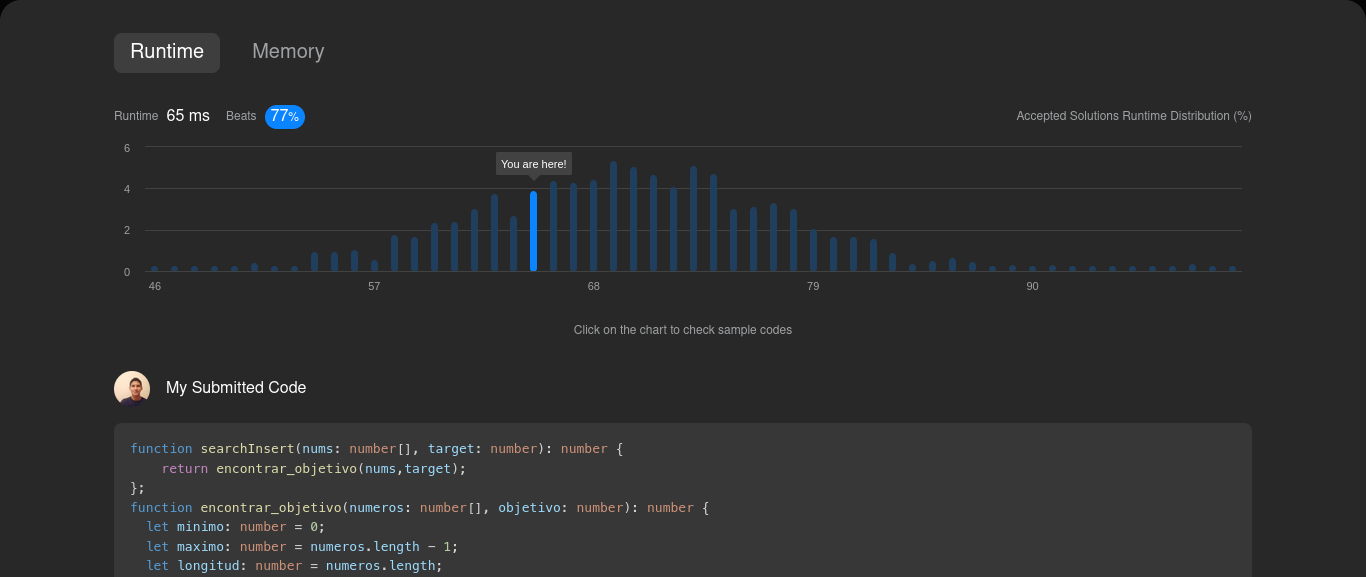 Runtime Memory
Runtime 65 ms Beats 77% Accepted Solutions Runtime Distribution (%)
6
You are here!
4
2
0
46 57 68 79 90
Click on the chart to check sample codes
My Submitted Code
function searchInsert(nums: number[], target: number): number {
    return encontrar_objetivo(nums,target);
};
function encontrar_objetivo(numeros: number[], objetivo: number): number {
  let minimo: number = 0;
  let maximo: number = numeros.length - 1;
  let longitud: number = numeros.length;